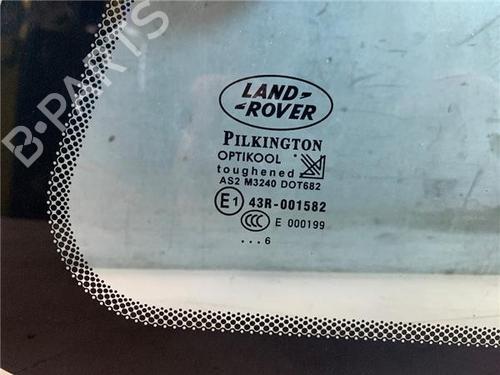 B-PARTS
LAND-
-ROVER
PILKINGTON
OPTIKOOL
toughened
AS2 M3240 DOT682
E1 43R-001582
CCC E 000199
...6